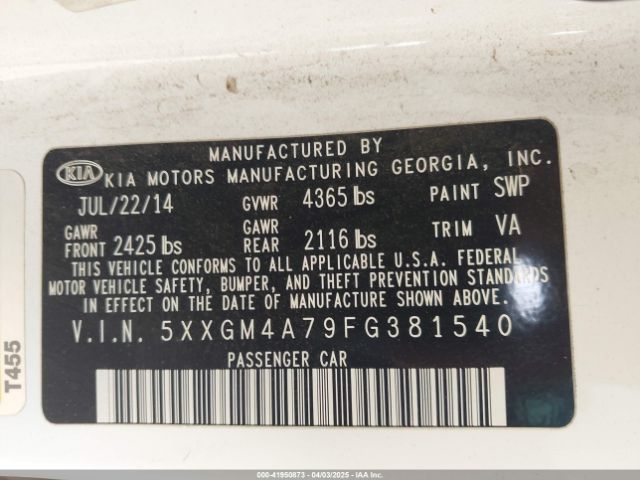 MANUFACTURED BY
KIA KIA MOTORS MANUFACTURING GEORGIA, INC.
JUL/22/14 GVWR 4365 lbs PAINT SWP
GAWR FRONT 2425 lbs GAWR REAR 2116 lbs TRIM VA
THIS VEHICLE CONFORMS TO ALL APPLICABLE U.S.A. FEDERAL
MOTOR VEHICLE SAFETY, BUMPER, AND THEFT PREVENTION STANDARDS
IN EFFECT ON THE DATE OF MANUFACTURE SHOWN ABOVE.
V.I.N. 5XXGM4A79FG381540
PASSENGER CAR
T455
000-41950873 - 04/03/2025 - IAA Inc.